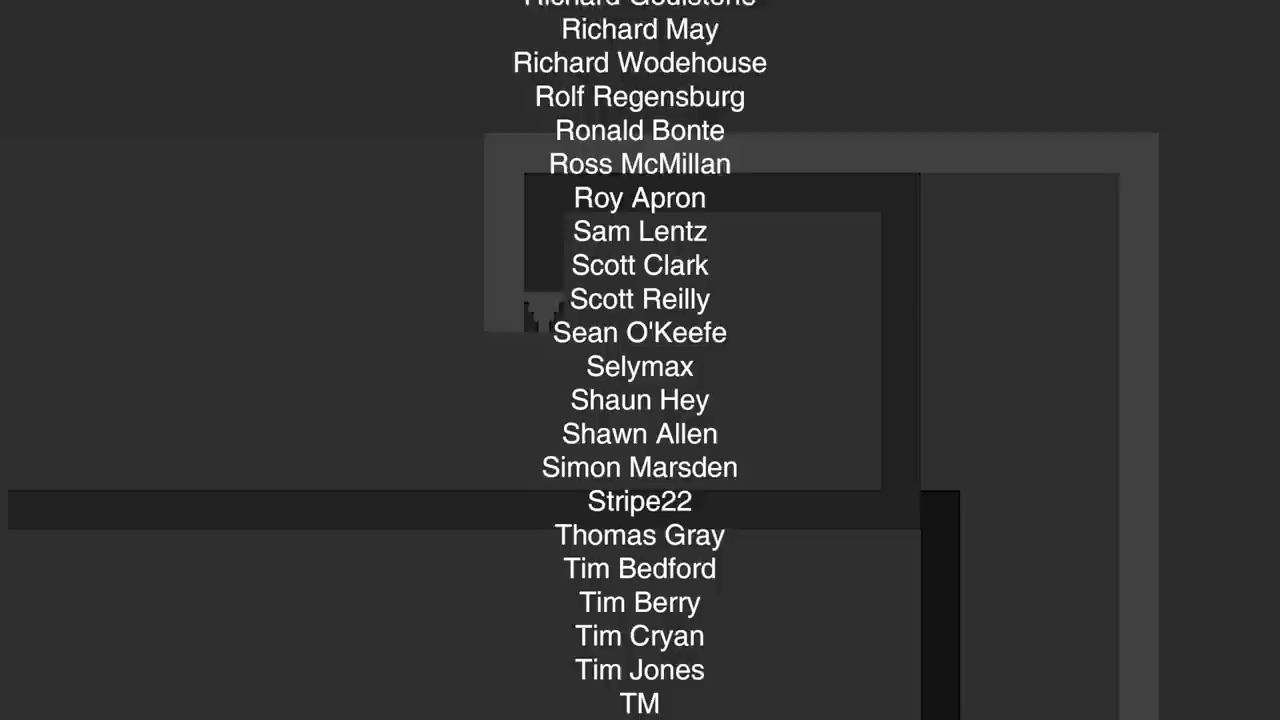 Richard May
Richard Wodehouse
Rolf Regensburg
Ronald Bonte
Ross McMillan
Roy Apron
Sam Lentz
Scott Clark
Scott Reilly
Sean O'Keefe
Selymax
Shaun Hey
Shawn Allen
Simon Marsden
Stripe22
Thomas Gray
Tim Bedford
Tim Berry
Tim Cryan
Tim Jones
TM